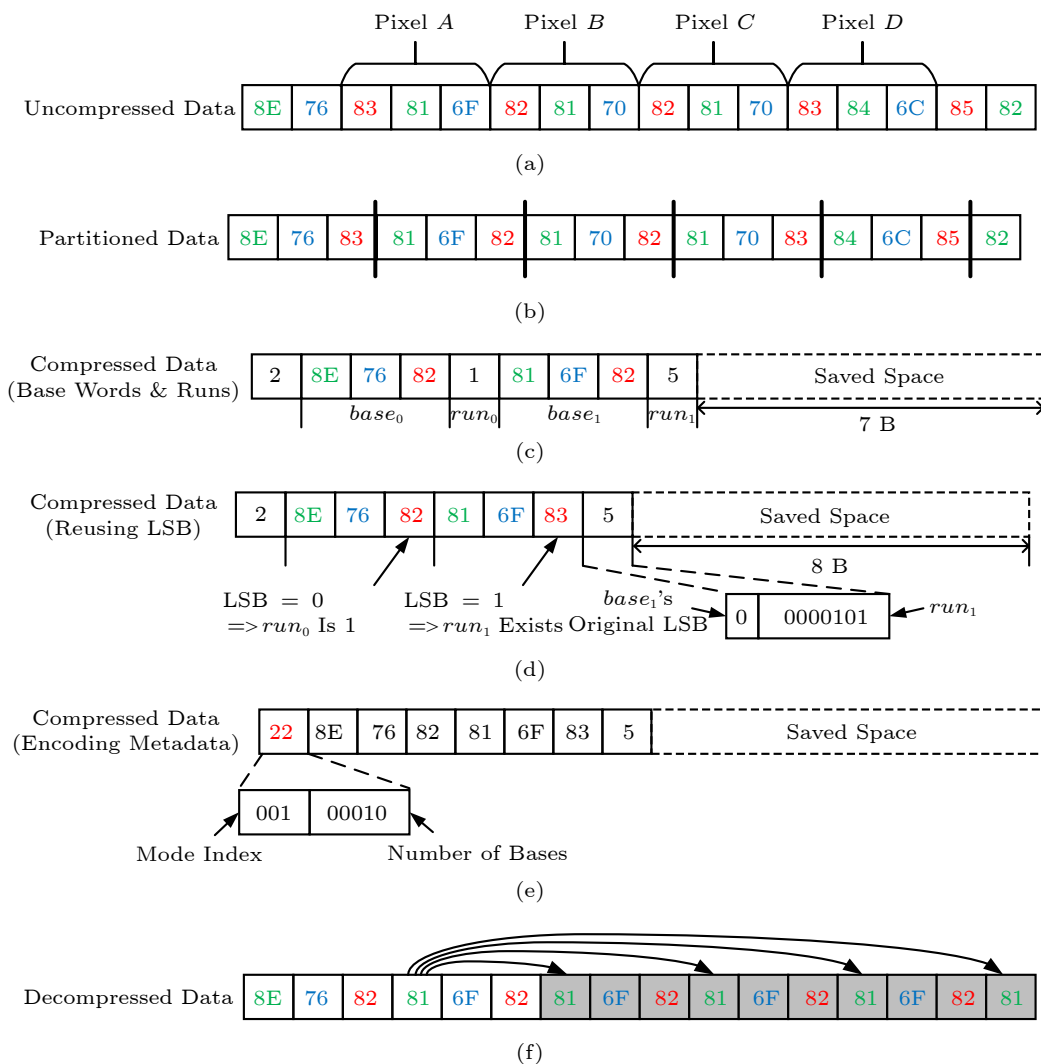 Pixel A Pixel B Pixel C Pixel D
Uncompressed Data 8E 76 83 81 6F 82 81 70 82 81 70 83 84 6C 85 82
(a)
Partitioned Data 8E 76 83 81 6F 82 81 70 82 81 70 83 84 6C 85 82
(b)
Compressed Data
(Base Words & Runs)
2 8E 76 82 1 81 6F 82 5 Saved Space
base0 run0 base1 run1 7 B
(c)
Compressed Data
(Reusing LSB)
2 8E 76 82 81 6F 83 5 Saved Space
8 B
LSB = 0
=>run0 Is 1
LSB = 1
=>run1 Exists
base1's
Original LSB
0 0000101
run1
(d)
Compressed Data
(Encoding Metadata)
22 8E 76 82 81 6F 83 5 Saved Space
001 00010
Mode Index Number of Bases
(e)
Decompressed Data 8E 76 82 81 6F 82 81 6F 82 81 6F 82 81 6F 82 81
(f)